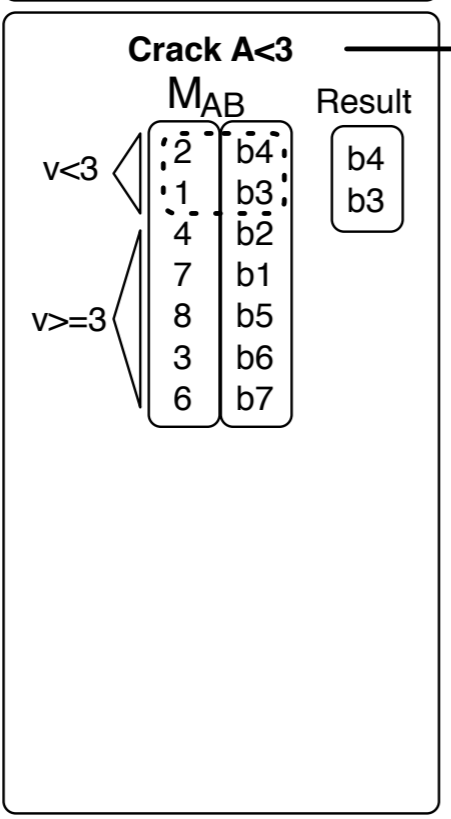 Crack A<3
MAB
Result
v<3
2 b4
1 b3
4 b2
7 b1
8 b5
3 b6
6 b7
v>=3
b4
b3